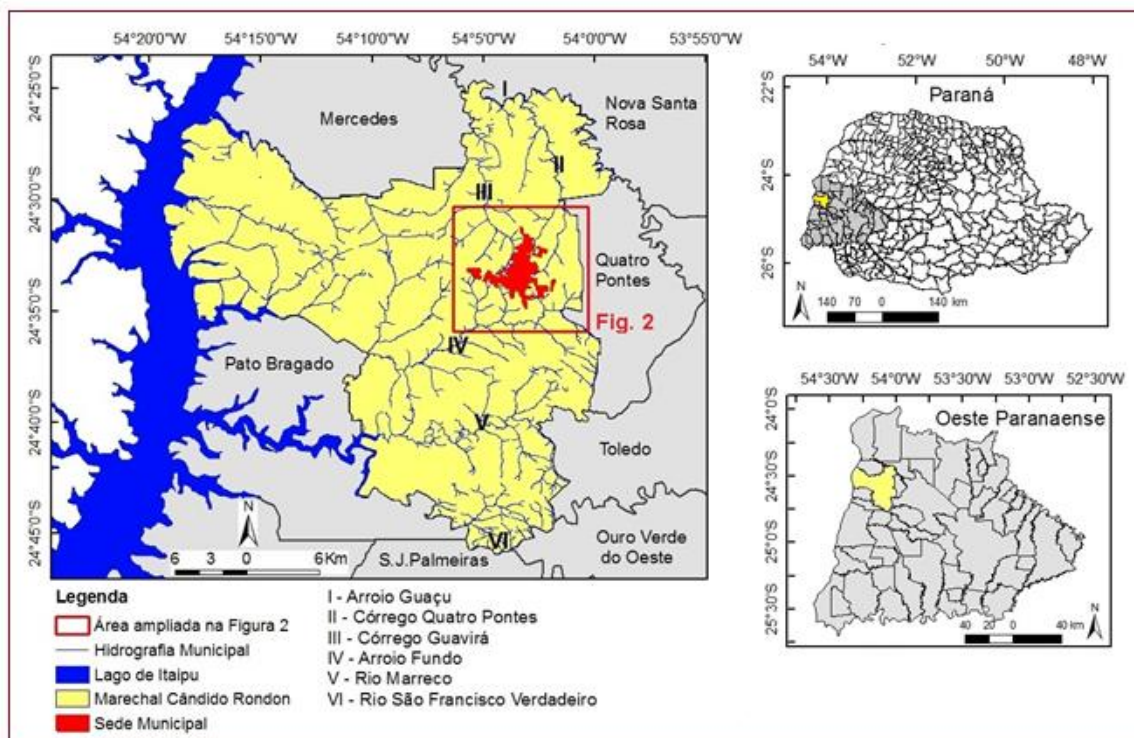 54°20'0"W 54°15'0"W 54°10'0"W 54°5'0"W 54°0'0"W 53°55'0"W
24°25'0"S
24°30'0"S
24°35'0"S
24°40'0"S
24°45'0"S
Mercedes
Nova Santa
Rosa
I
II
III
Quatro
Pontes
Fig. 2
IV
Pato Bragado
V
Toledo
VI
Ouro Verde
do Oeste
S.J.Palmeiras
N
6 3 0 6Km
Legenda
Área ampliada na Figura 2
Hidrografia Municipal
Lago de Itaipu
Marechal Cândido Rondon
Sede Municipal
I - Arroio Guaçu
II - Córrego Quatro Pontes
III - Córrego Guavirá
IV - Arroio Fundo
V - Rio Marreco
VI - Rio São Francisco Verdadeiro
54°W 52°W 50°W 48°W
22°S
24°S
26°S
Paraná
N
140 70 0 140 km
54°30'W 54°0'W 53°30'W 53°0'W 52°30'W
24°0'S
24°30'S
25°0'S
25°30'S
Oeste Paranaense
N
40 20 0 40 km